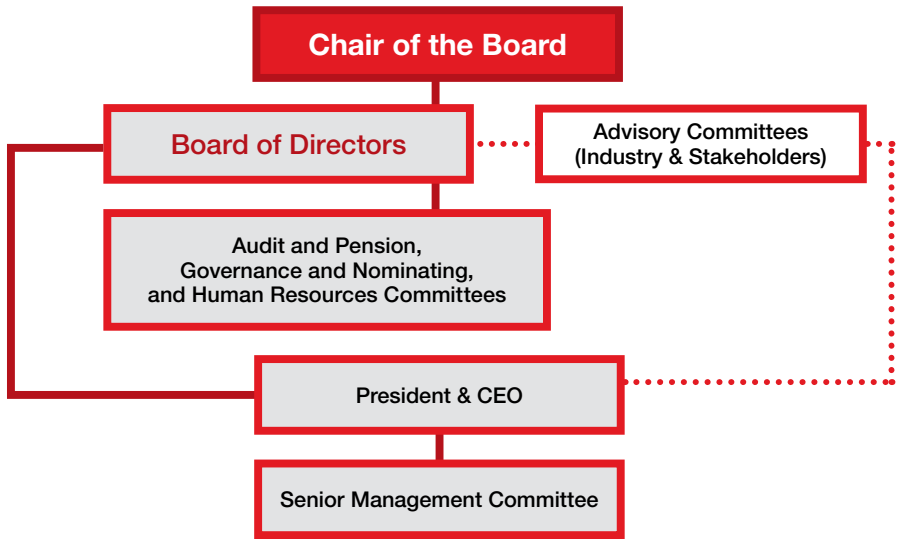 Chair of the Board
Board of Directors
Advisory Committees
(Industry & Stakeholders)
Audit and Pension,
Governance and Nominating,
and Human Resources Committees
President & CEO
Senior Management Committee